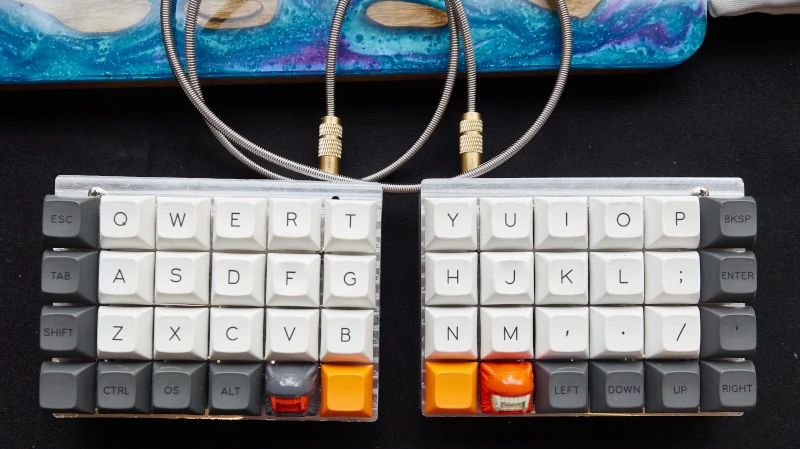 ESC Q W E R T Y U I O P BKSP
TAB A S D F G H J K L ; ENTER
SHIFT Z X C V B N M , . / '
CTRL OS ALT LEFT DOWN UP RIGHT